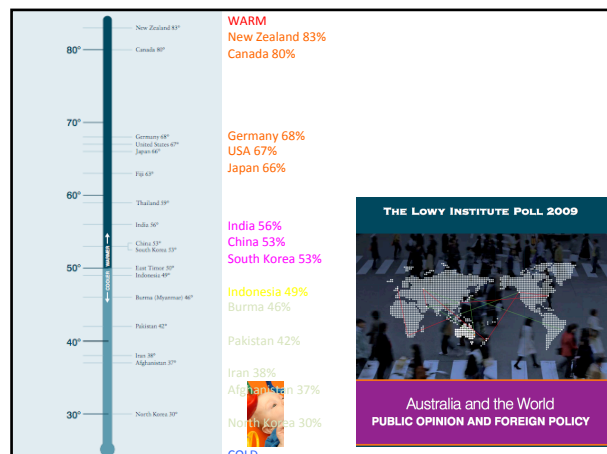 New Zealand 83°
80°
Canada 80°
70°
Germany 68°
United States 67°
Japan 66°
Fiji 63°
60°
Thailand 59°
India 56°
China 53°
South Korea 53°
WARMER
50°
COOLER
East Timor 50°
Indonesia 49°
Burma (Myanmar) 46°
Pakistan 42°
40°
Iran 38°
Afghanistan 37°
30°
North Korea 30°
WARM
New Zealand 83%
Canada 80%
Germany 68%
USA 67%
Japan 66%
India 56%
China 53%
South Korea 53%
Indonesia 49%
Burma 46%
Pakistan 42%
Iran 38%
Afghanistan 37%
North Korea 30%
COLD
THE LOWY INSTITUTE POLL 2009
Australia and the World
PUBLIC OPINION AND FOREIGN POLICY